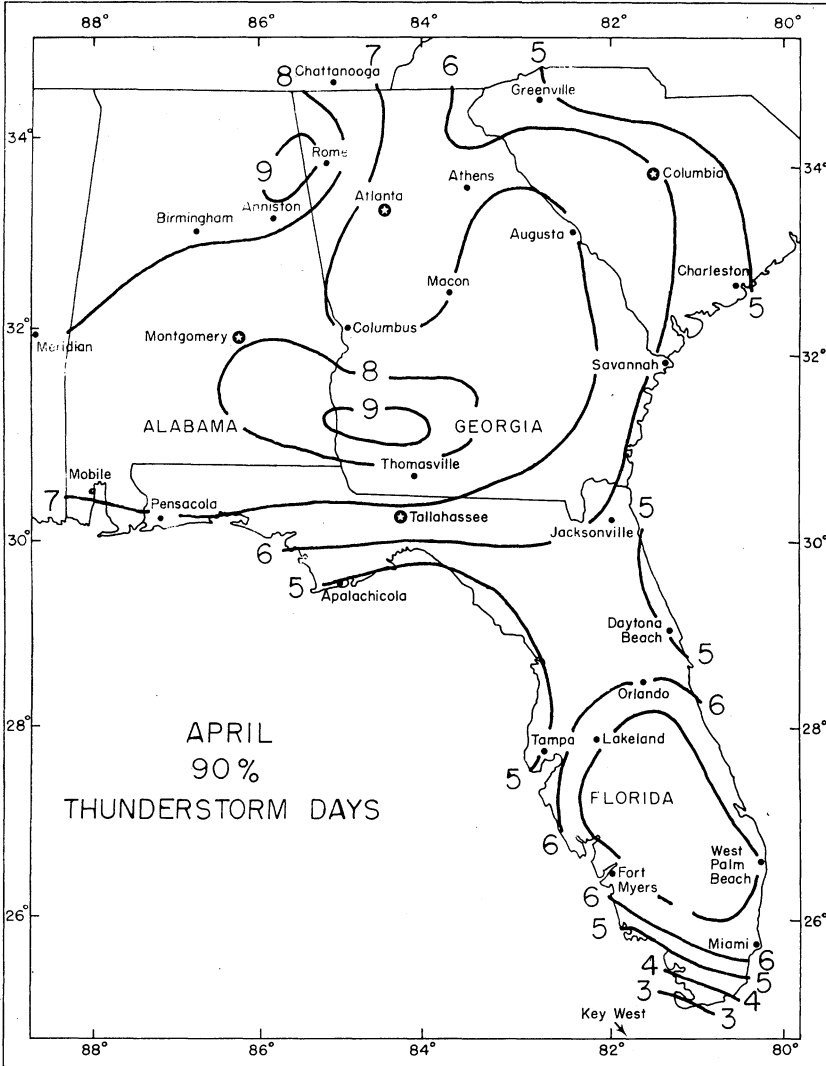 88° 86° 84° 82° 80°
7 5
8 Chattanooga 6
Greenville
34°
Rome
9
34°
Columbia
Athens
Atlanta
Anniston
Birmingham
Augusta
Charleston
Macon
5
32°
Meridian
Montgomery
Columbus
32°
Savannah
8
9
ALABAMA GEORGIA
Thomasville
Mobile
7 Pensacola
Tallahassee
5
Jacksonville
30°
30°
6
5
Apalachicola
Daytona
Beach
5
Orlando
6
28°
28°
APRIL
90%
THUNDERSTORM DAYS
Tampa Lakeland
5
FLORIDA
6
West
Palm
Beach
Fort
Myers
6
26°
26°
5
Miami
6
4 5
3 4
3
Key West
88° 86° 84° 82° 80°